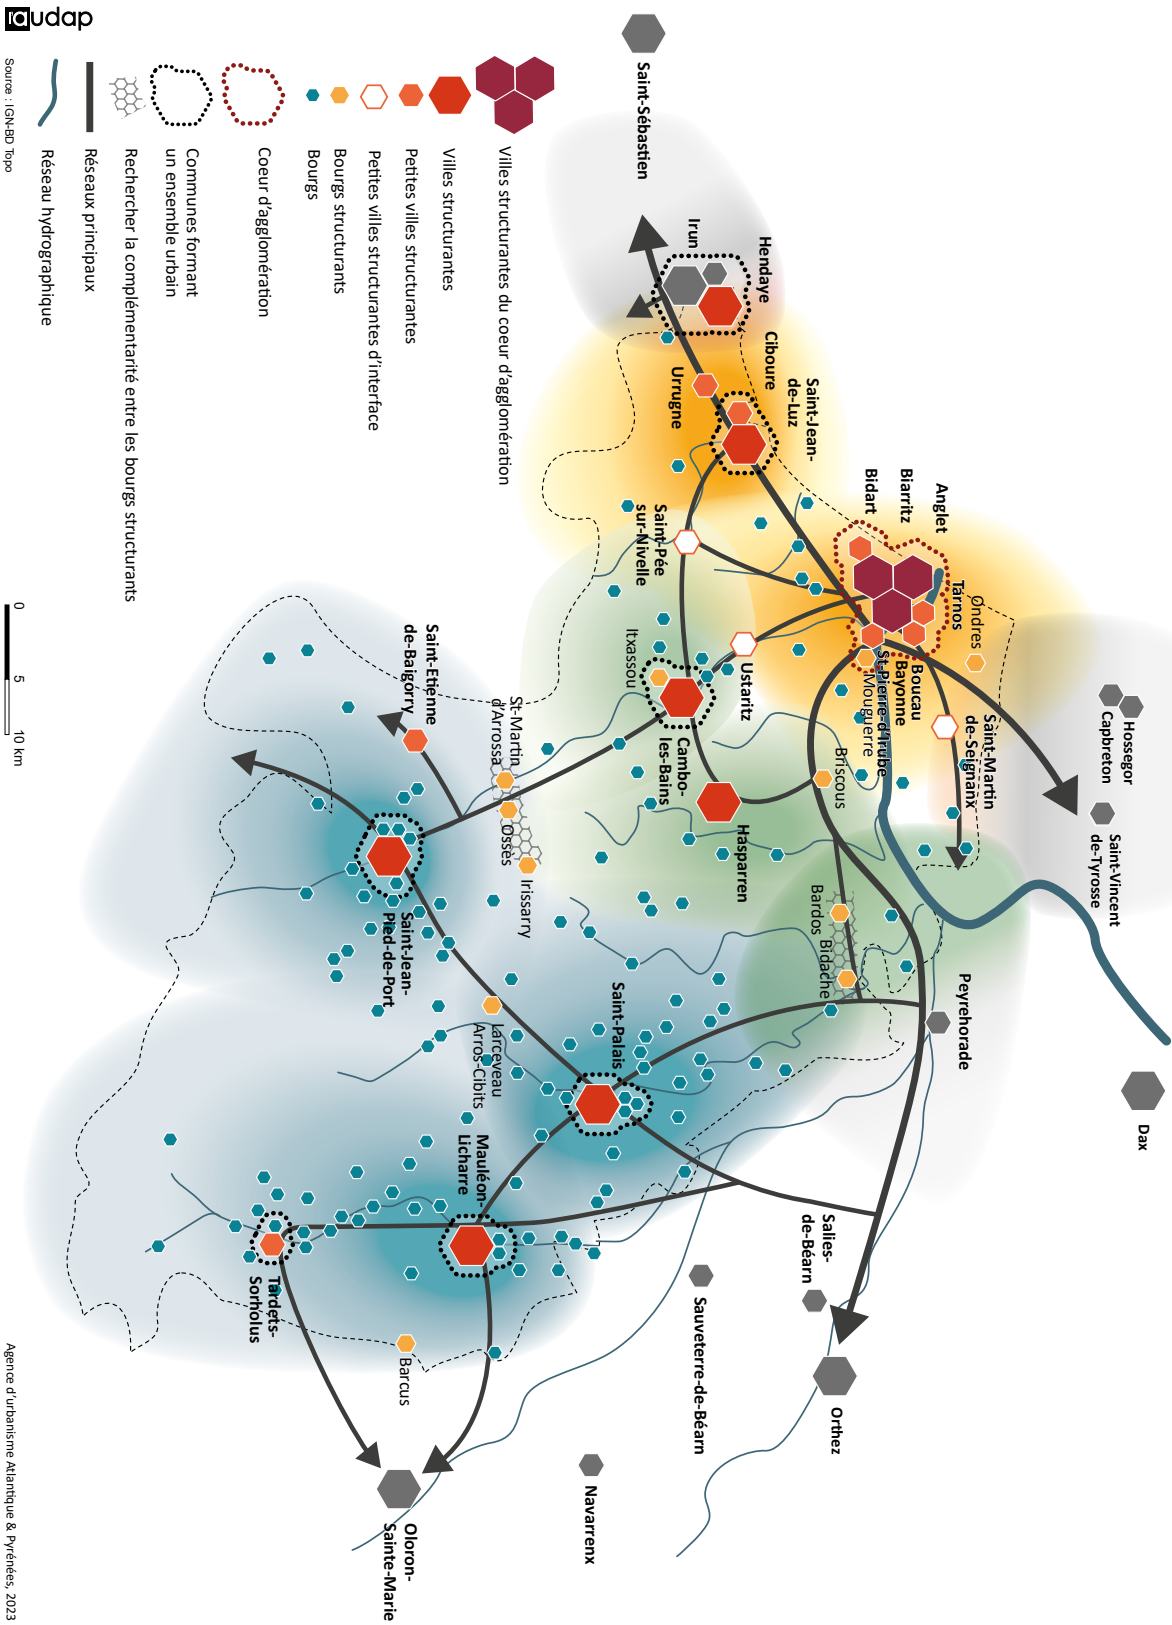 audap
Source : IGN-BD Topo
Villes structurantes du coeur d'agglomération
Villes structurantes
Petites villes structurantes
Petites villes structurantes d'interface
Bourgs structurants
Bourgs
Coeur d'agglomération
Communes formant
un ensemble urbain
Rechercher la complémentarité entre les bourgs structurants
Réseaux principaux
Réseau hydrographique
0
5
10 km
Agence d'urbanisme Atlantique & Pyrénées, 2023
Saint-Sébastien
Irun
Hendaye
Urrugne
Ciboure
Saint-Jean-
de-Luz
Bidart
Biarritz
Anglet
Tarnos
Ondres
Boucau
Bayonne
St-Pierre-d'Irube
Mouguerre
Saint-Martin
de-Seignanx
Hossegor
Capbreton
Saint-Vincent
de-Tyrosse
Dax
Saint-Pée
sur-Nivelle
Ustaritz
Itxassou
Cambo-
les-Bains
Hasparren
Briscous
Bardos
Bidache
Peyrehorade
Saint-Etienne
de-Baigorry
St-Martin
d'Arrossa
Ossès
Irissarry
Saint-Jean-
Pied-de-Port
Larceveau
Arros-Cibits
Saint-Palais
Mauléon-
Licharre
Tardets-
Sorholus
Barcus
Salies-
de-Béarn
Sauveterre-de-Béarn
Orthez
Navarrenx
Oloron-
Sainte-Marie